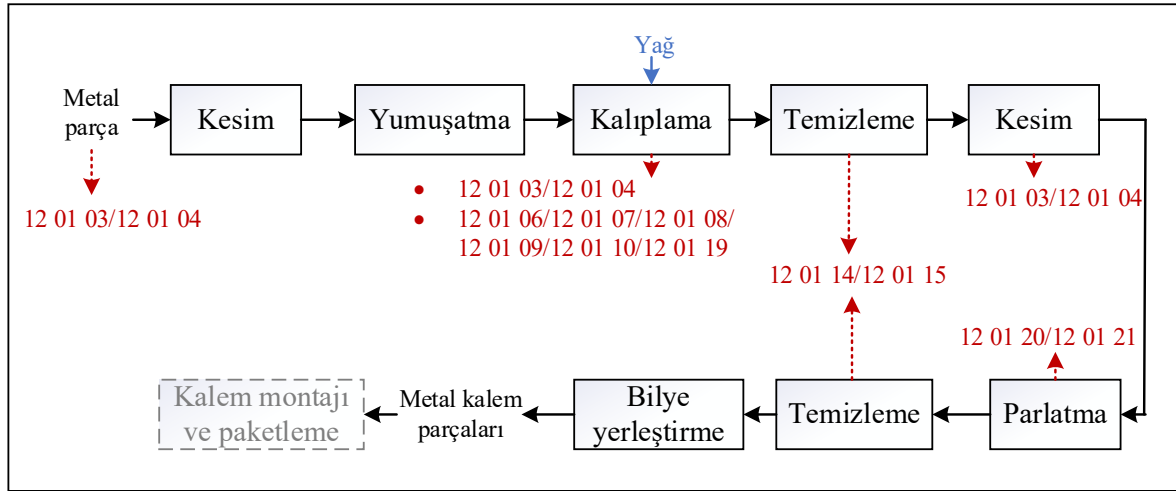 Yağ
Metal
parça
Kesim
Yumuşatma
Kalıplama
Temizleme
Kesim
12 01 03/12 01 04
• 12 01 03/12 01 04
• 12 01 06/12 01 07/12 01 08/
12 01 09/12 01 10/12 01 19
12 01 14/12 01 15
12 01 03/12 01 04
12 01 20/12 01 21
Parlatma
Temizleme
Bilye
yerleştirme
Metal kalem
parçaları
Kalem montajı
ve paketleme